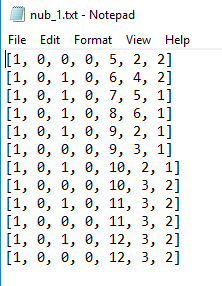 nub_1.txt - Notepad
File Edit Format View Help
[1, 0, 0, 0, 5, 2, 2]
[1, 0, 1, 0, 6, 4, 2]
[1, 0, 1, 0, 7, 5, 1]
[1, 0, 1, 0, 8, 6, 1]
[1, 0, 1, 0, 9, 2, 1]
[1, 0, 0, 0, 9, 3, 1]
[1, 0, 1, 0, 10, 2, 1]
[1, 0, 0, 0, 10, 3, 2]
[1, 0, 1, 0, 11, 3, 2]
[1, 0, 0, 0, 11, 3, 2]
[1, 0, 1, 0, 12, 3, 2]
[1, 0, 0, 0, 12, 3, 2]